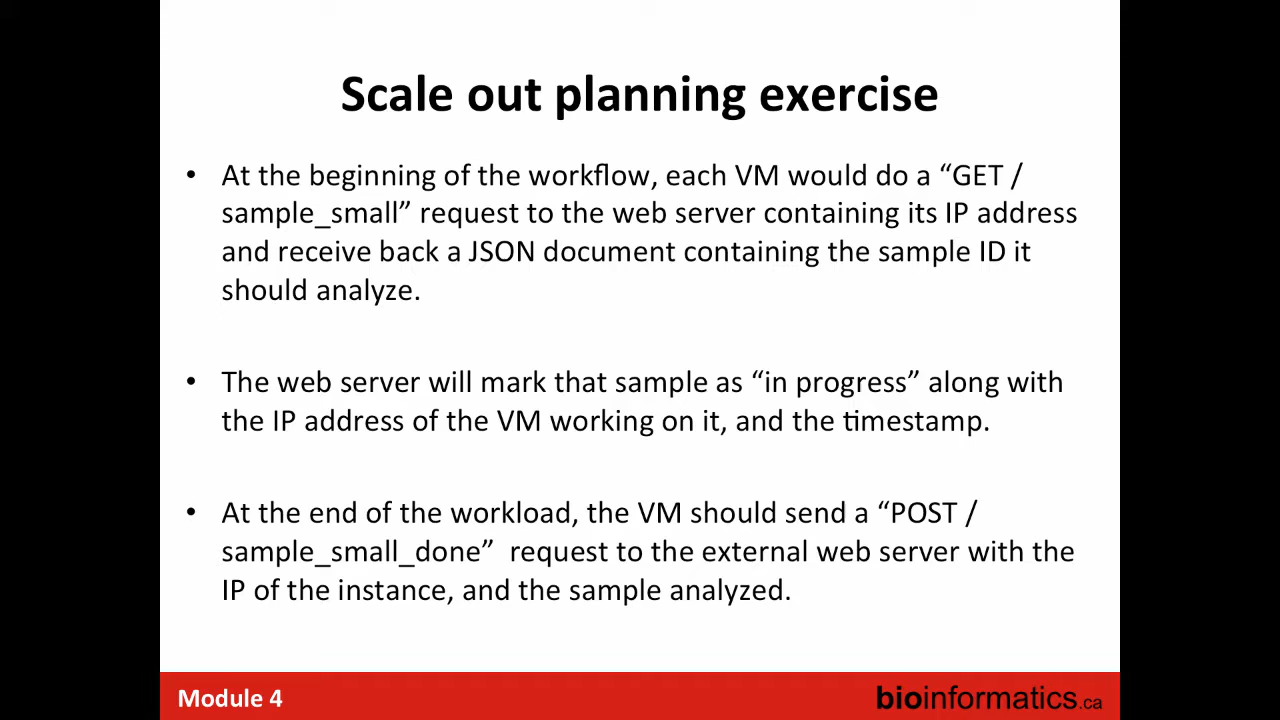 Scale out planning exercise
• At the beginning of the workflow, each VM would do a “GET /
sample_small” request to the web server containing its IP address
and receive back a JSON document containing the sample ID it
should analyze.
• The web server will mark that sample as “in progress” along with
the IP address of the VM working on it, and the timestamp.
• At the end of the workload, the VM should send a “POST /
sample_small_done”  request to the external web server with the
IP of the instance, and the sample analyzed.
Module 4
bioinformatics.ca